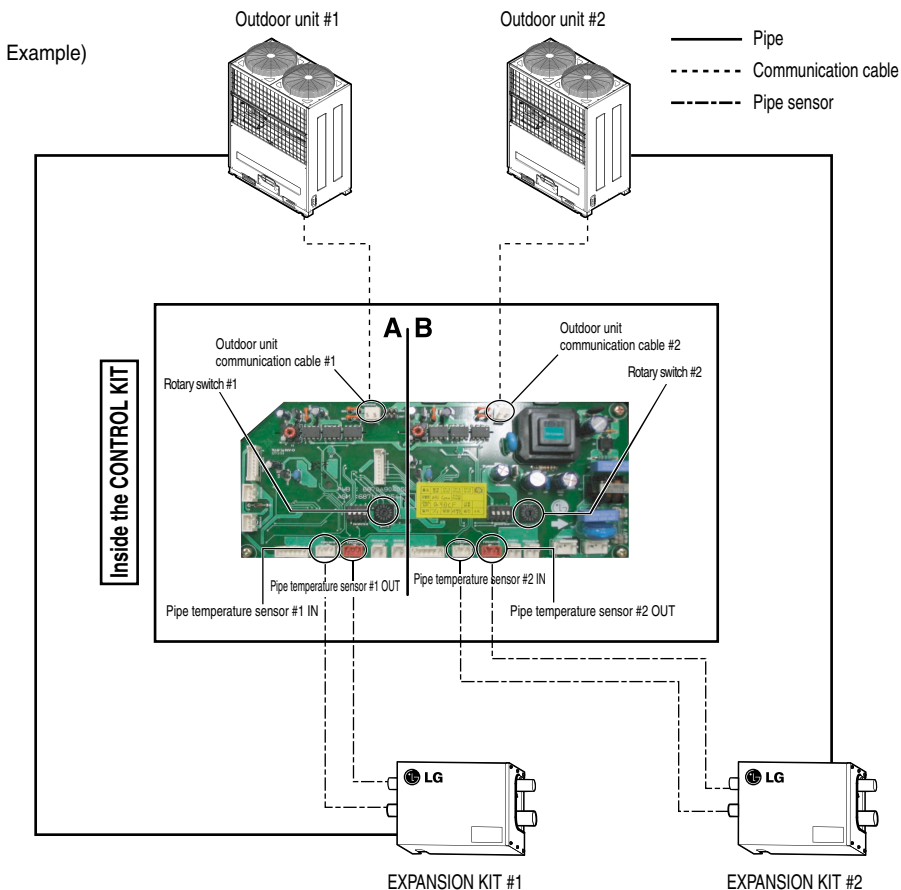 Outdoor unit #1
Outdoor unit #2
Example)
Pipe
Communication cable
Pipe sensor
Inside the CONTROL KIT
A B
Outdoor unit
communication cable #1
Outdoor unit
communication cable #2
Rotary switch #1
Rotary switch #2
Pipe temperature sensor #1 OUT
Pipe temperature sensor #2 IN
Pipe temperature sensor #1 IN
Pipe temperature sensor #2 OUT
LG
LG
EXPANSION KIT #1
EXPANSION KIT #2